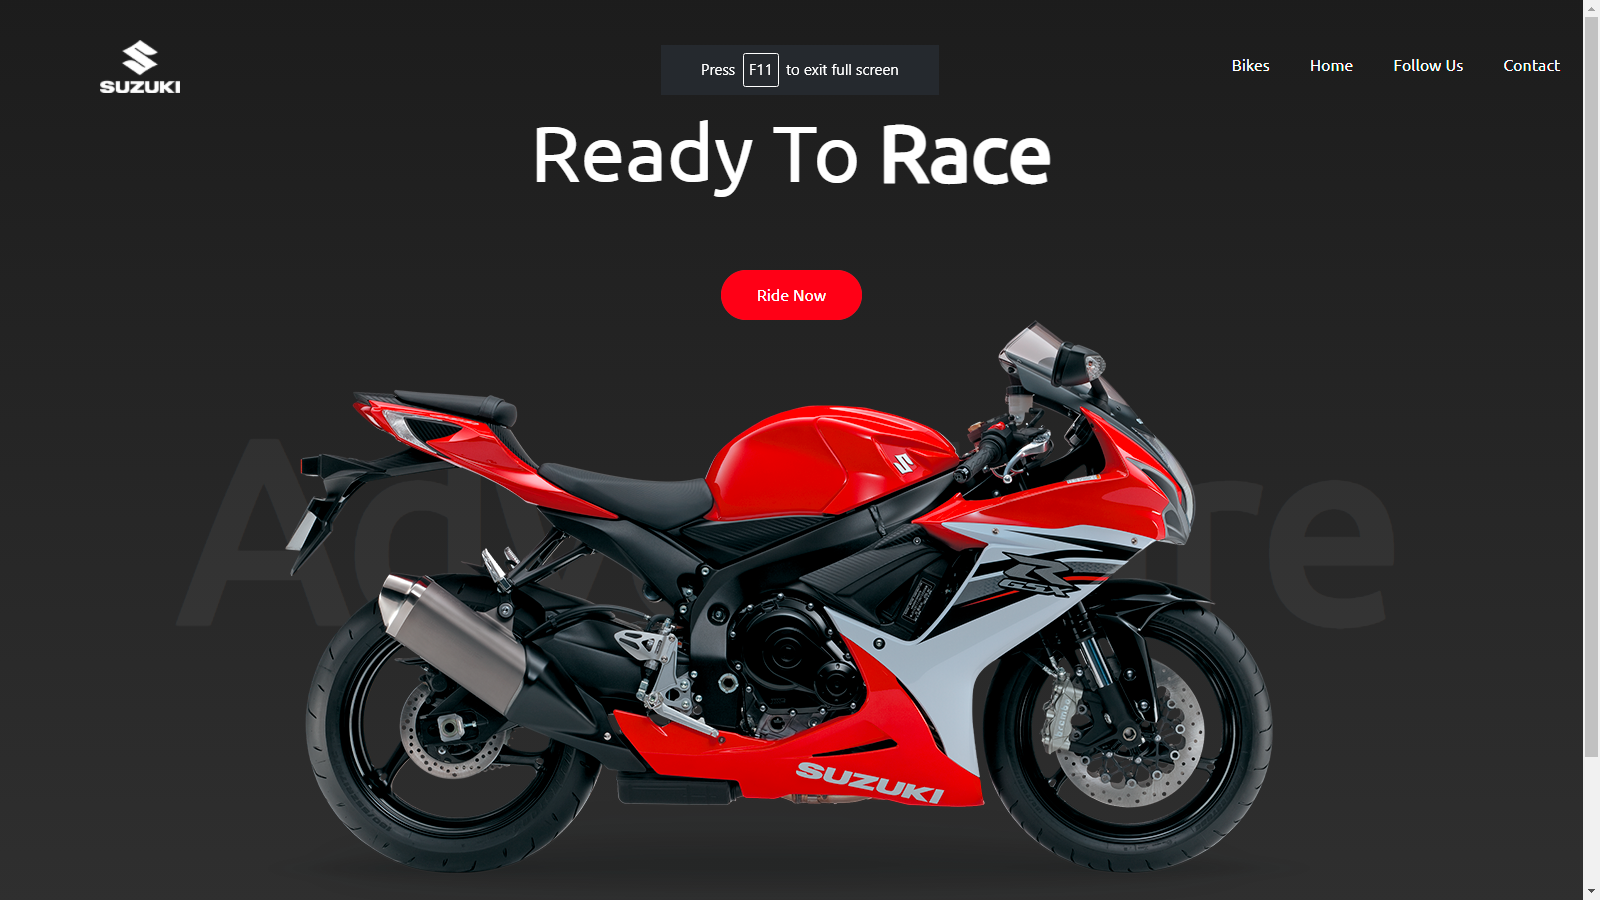 SUZUKI
Press F11 to exit full screen
Bikes Home Follow Us Contact
Ready To Race
Ride Now
R
GSX
SUZUKI